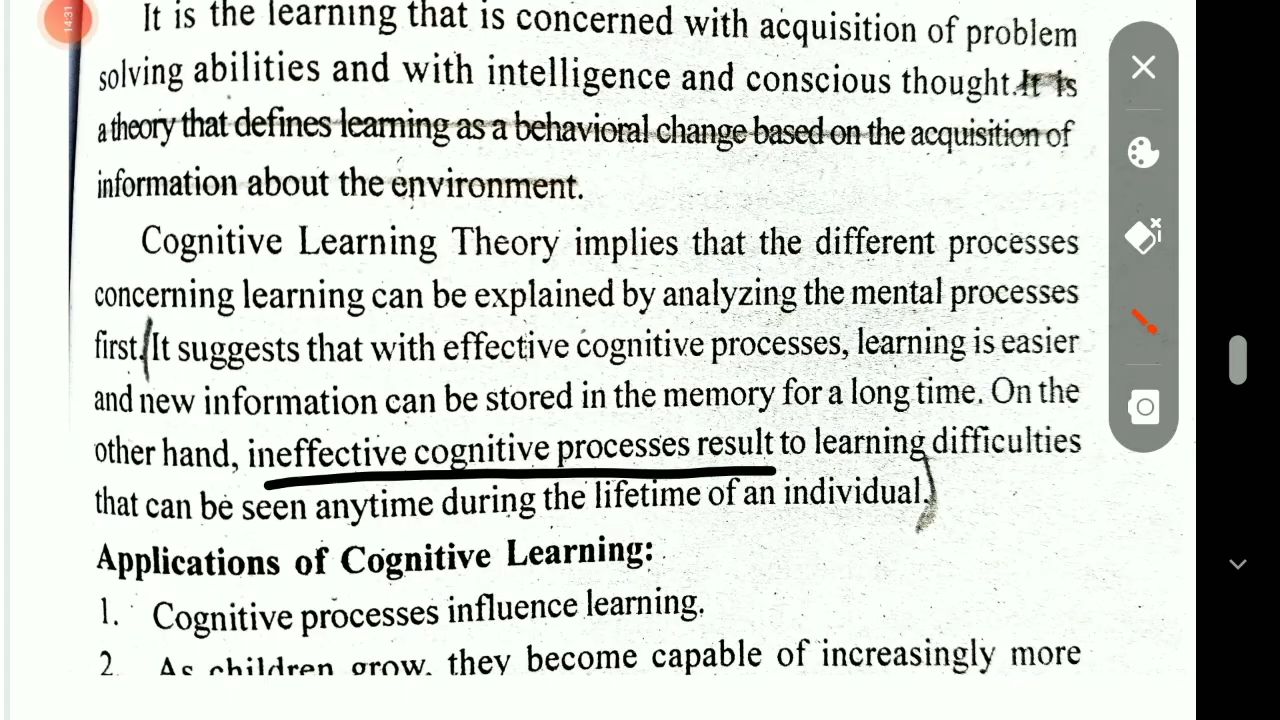 14:31
It is the learning that is concerned with acquisition of problem
solving abilities and with intelligence and conscious thought. It is
a theory that defines learning as a behavioral change based on the acquisition of
information about the environment.
Cognitive Learning Theory implies that the different processes
concerning learning can be explained by analyzing the mental processes
first. (It suggests that with effective cognitive processes, learning is easier
and new information can be stored in the memory for a long time. On the
other hand, ineffective cognitive processes result to learning difficulties
that can be seen anytime during the lifetime of an individual.)
Applications of Cognitive Learning:
1. Cognitive processes influence learning.
2. As children grow, they become capable of increasingly more